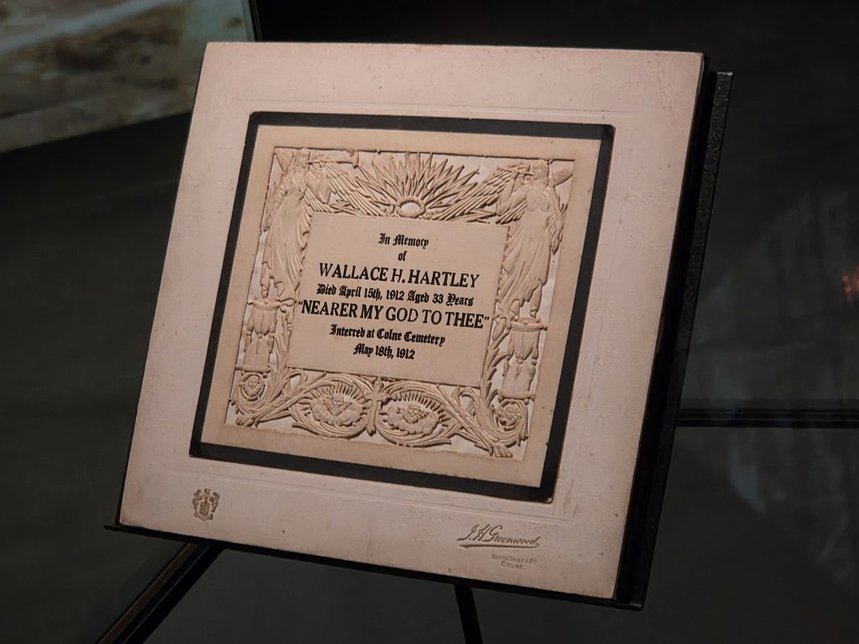 In Memory
of
WALLACE H. HARTLEY
Died April 15th, 1912 Aged 33 Years
"NEARER MY GOD TO THEE"
Interred at Colne Cemetery
May 18th, 1912
J. H. Greenwood.
COLNE.